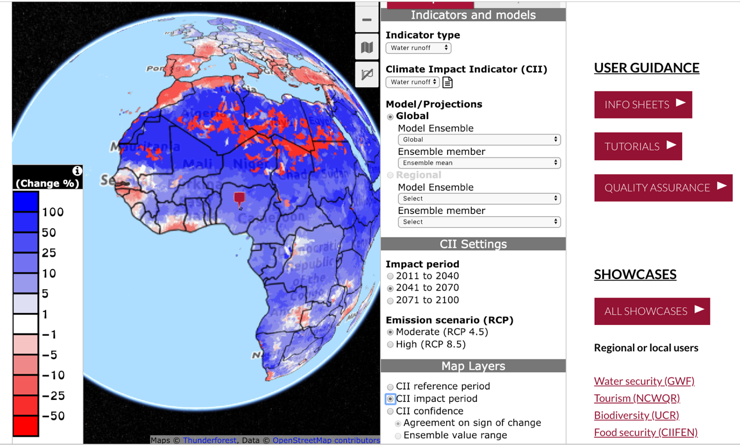 Indicators and models
Indicator type
Water runoff
Climate Impact Indicator (CII)
Water runoff
Model/Projections
Global
Model Ensemble
Global
Ensemble member
Ensemble mean
Regional
Model Ensemble
Select
Ensemble member
Select
CII Settings
Impact period
2011 to 2040
2041 to 2070
2071 to 2100
Emission scenario (RCP)
Moderate (RCP 4.5)
High (RCP 8.5)
Map Layers
CII reference period
CII impact period
CII confidence
Agreement on sign of change
Ensemble value range
USER GUIDANCE
INFO SHEETS
TUTORIALS
QUALITY ASSURANCE
SHOWCASES
ALL SHOWCASES
Regional or local users
Water security (GWF)
Tourism (NCWQR)
Biodiversity (UCR)
Food security (CIIFEN)
(Change %)
100
50
25
10
5
1
-1
-5
-10
-25
-50
Mauritania
Mali
Niger
Maps © Thunderforest, Data © OpenStreetMap contributors